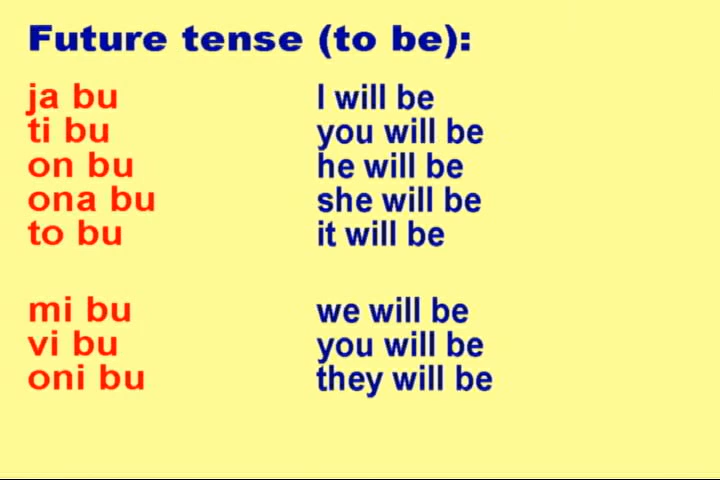 Future tense (to be):
ja bu I will be
ti bu you will be
on bu he will be
ona bu she will be
to bu it will be
mi bu we will be
vi bu you will be
oni bu they will be